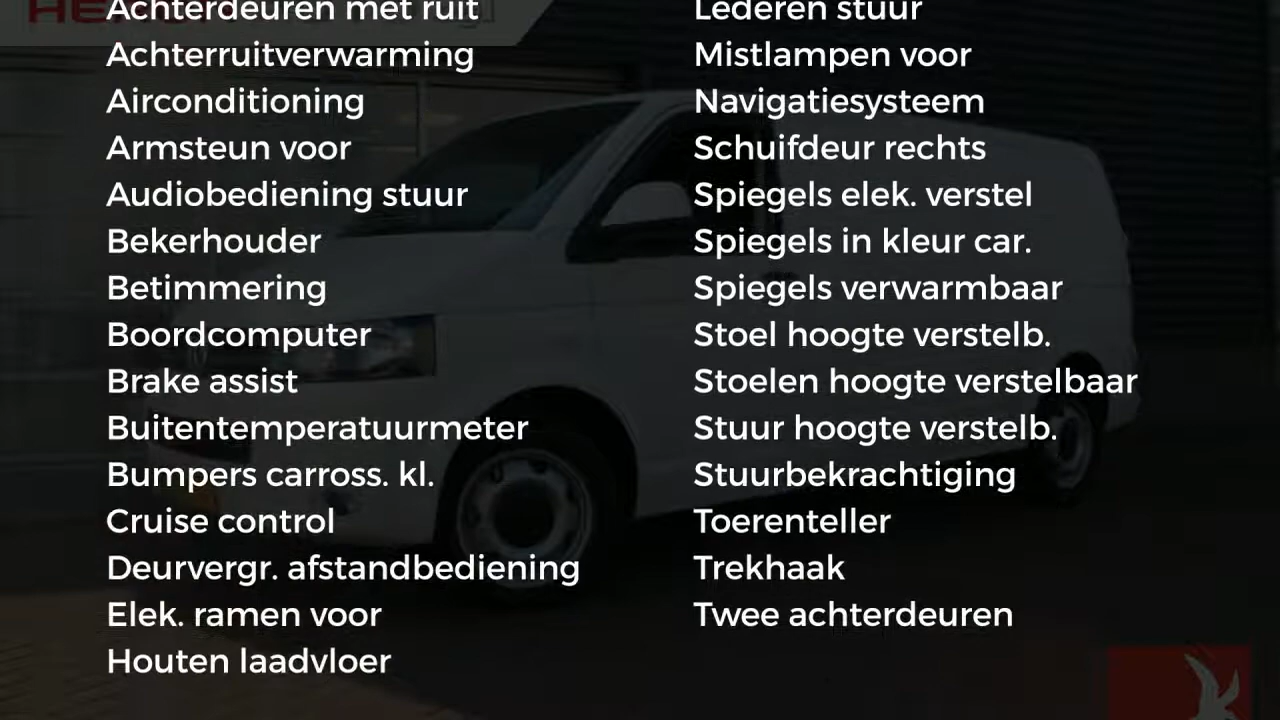 Achterdeuren met ruit
Achterruitverwarming
Airconditioning
Armsteun voor
Audiobediening stuur
Bekerhouder
Betimmering
Boordcomputer
Brake assist
Buitentemperatuurmeter
Bumpers carross. kl.
Cruise control
Deurvergr. afstandbediening
Elek. ramen voor
Houten laadvloer
Lederen stuur
Mistlampen voor
Navigatiesysteem
Schuifdeur rechts
Spiegels elek. verstel
Spiegels in kleur car.
Spiegels verwarmbaar
Stoel hoogte verstelb.
Stoelen hoogte verstelbaar
Stuur hoogte verstelb.
Stuurbekrachtiging
Toerenteller
Trekhaak
Twee achterdeuren